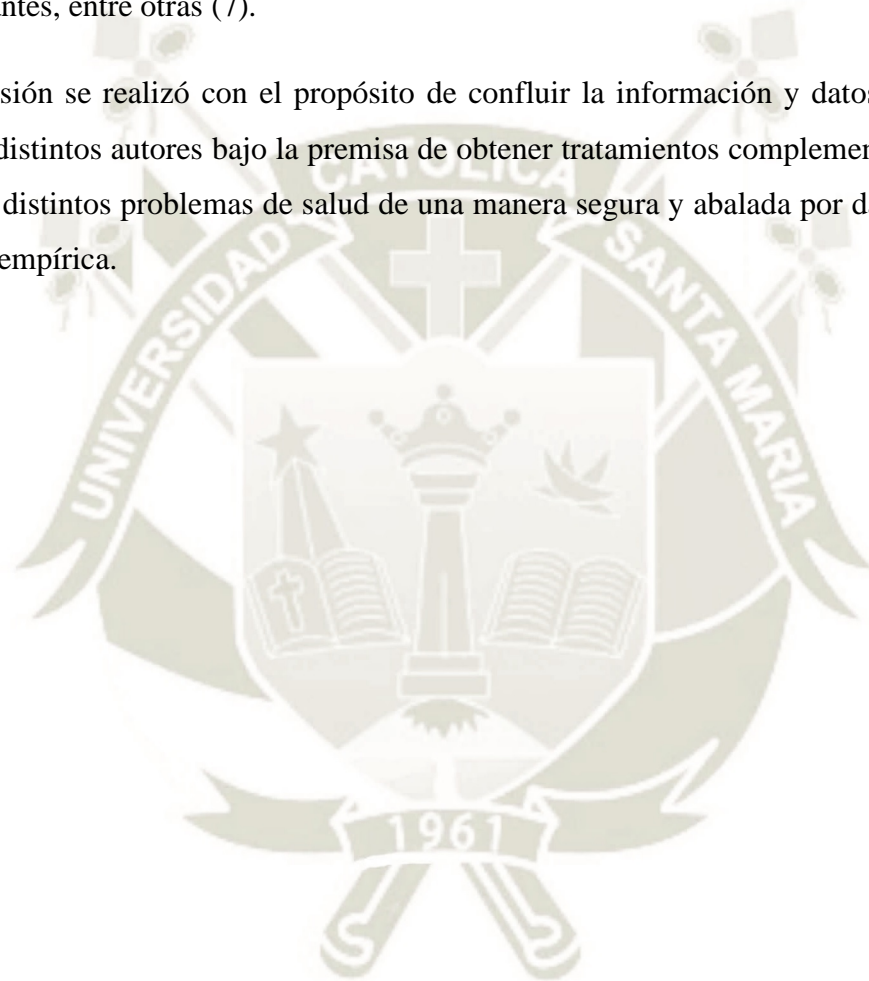 antes, entre otras (7).
sión se realizó con el propósito de confluir la información y datos
distintos autores bajo la premisa de obtener tratamientos complemen
distintos problemas de salud de una manera segura y abalada por d
empírica.
UNIVERSIDAD CATOLICA SANTA MARIA
1961